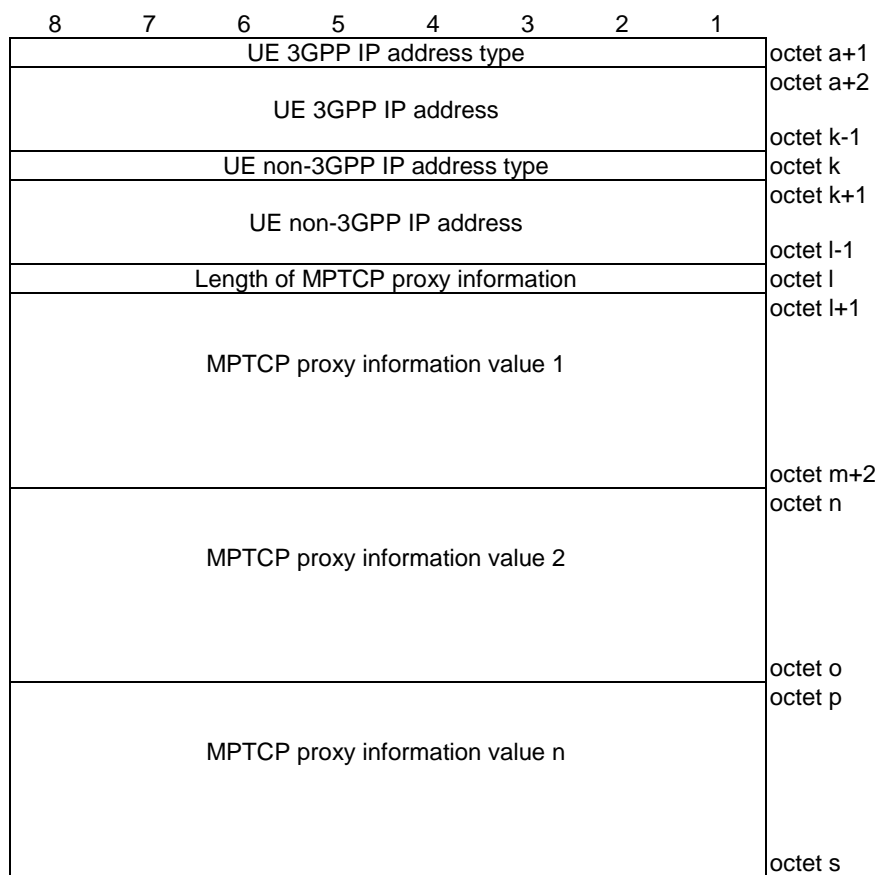 8 7 6 5 4 3 2 1
UE 3GPP IP address type octet a+1
octet a+2
UE 3GPP IP address
octet k-1
UE non-3GPP IP address type octet k
octet k+1
UE non-3GPP IP address
octet l-1
Length of MPTCP proxy information octet l
octet l+1
MPTCP proxy information value 1
octet m+2
octet n
MPTCP proxy information value 2
octet o
octet p
MPTCP proxy information value n
octet s